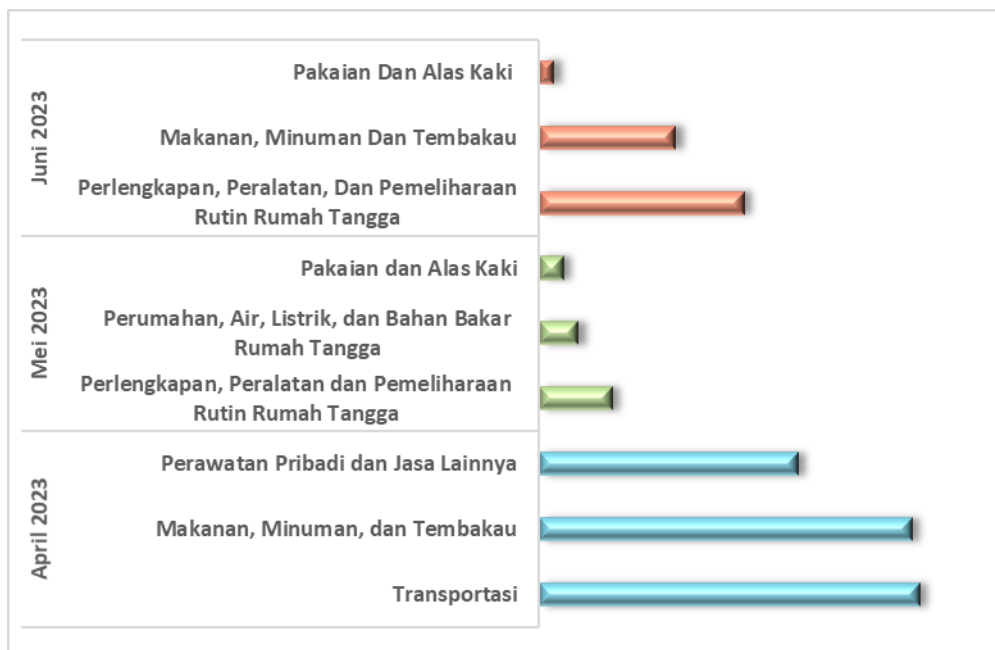 Juni 2023
Pakaian Dan Alas Kaki
Makanan, Minuman Dan Tembakau
Perlengkapan, Peralatan, Dan Pemeliharaan
Rutin Rumah Tangga
Mei 2023
Pakaian dan Alas Kaki
Perumahan, Air, Listrik, dan Bahan Bakar
Rumah Tangga
Perlengkapan, Peralatan dan Pemeliharaan
Rutin Rumah Tangga
April 2023
Perawatan Pribadi dan Jasa Lainnya
Makanan, Minuman, dan Tembakau
Transportasi